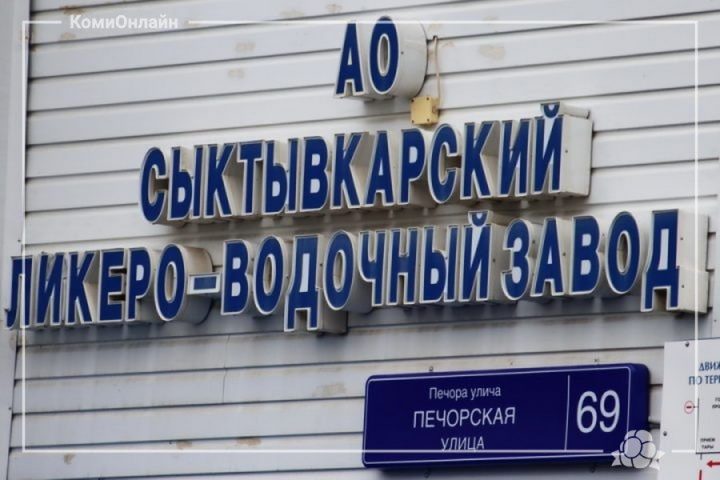 КомиОнлайн
АО
СЫКТЫВКАРСКИЙ
ЛИКЕРО-ВОДОЧНЫЙ ЗАВОД
Печора улича
ПЕЧОРСКАЯ
УЛИЦА
69